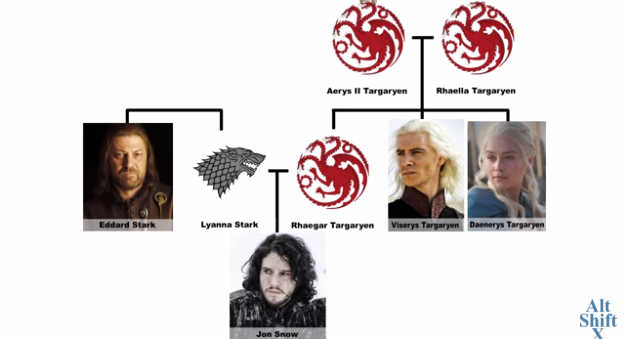 Aerys II Targaryen
Rhaella Targaryen
Eddard Stark
Lyanna Stark
Rhaegar Targaryen
Viserys Targaryen
Daenerys Targaryen
Jon Snow
Alt
Shift
X